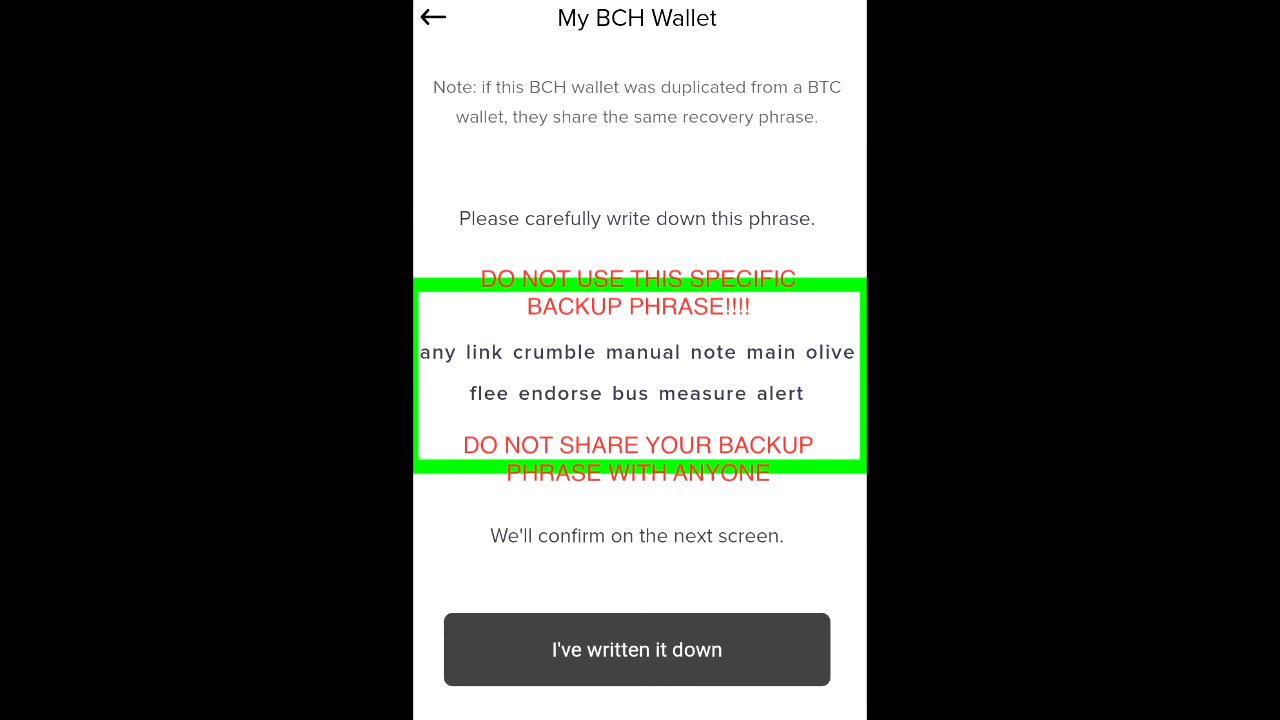 My BCH Wallet
Note: if this BCH wallet was duplicated from a BTC
wallet, they share the same recovery phrase.
Please carefully write down this phrase.
DO NOT USE THIS SPECIFIC
BACKUP PHRASE!!!!
any link crumble manual note main olive
flee endorse bus measure alert
DO NOT SHARE YOUR BACKUP
PHRASE WITH ANYONE
We'll confirm on the next screen.
I've written it down